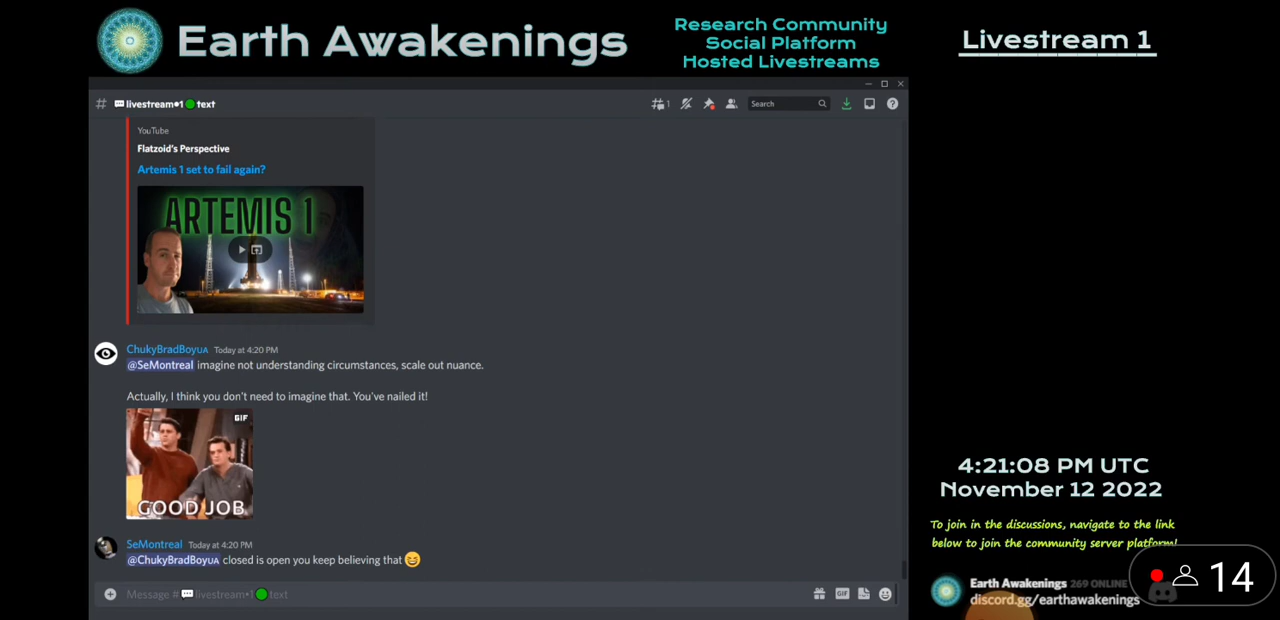 Earth Awakenings
Research Community
Social Platform
Hosted Livestreams
Livestream 1
# livestream•1 text
1
Search
YouTube
Flatzoid's Perspective
Artemis 1 set to fail again?
ARTEMIS 1
ChukyBradBoyUA Today at 4:20 PM
@SeMontreal imagine not understanding circumstances, scale out nuance.
Actually, I think you don't need to imagine that. You've nailed it!
GIF
GOOD JOB
SeMontreal Today at 4:20 PM
@ChukyBradBoyUA closed is open you keep believing that 😆
Message # livestream•1 text
GIF
4:21:08 PM UTC
November 12 2022
To join in the discussions, navigate to the link
below to join the community server platform!
Earth Awakenings 269 ONLINE
discord.gg/earthawakenings
14